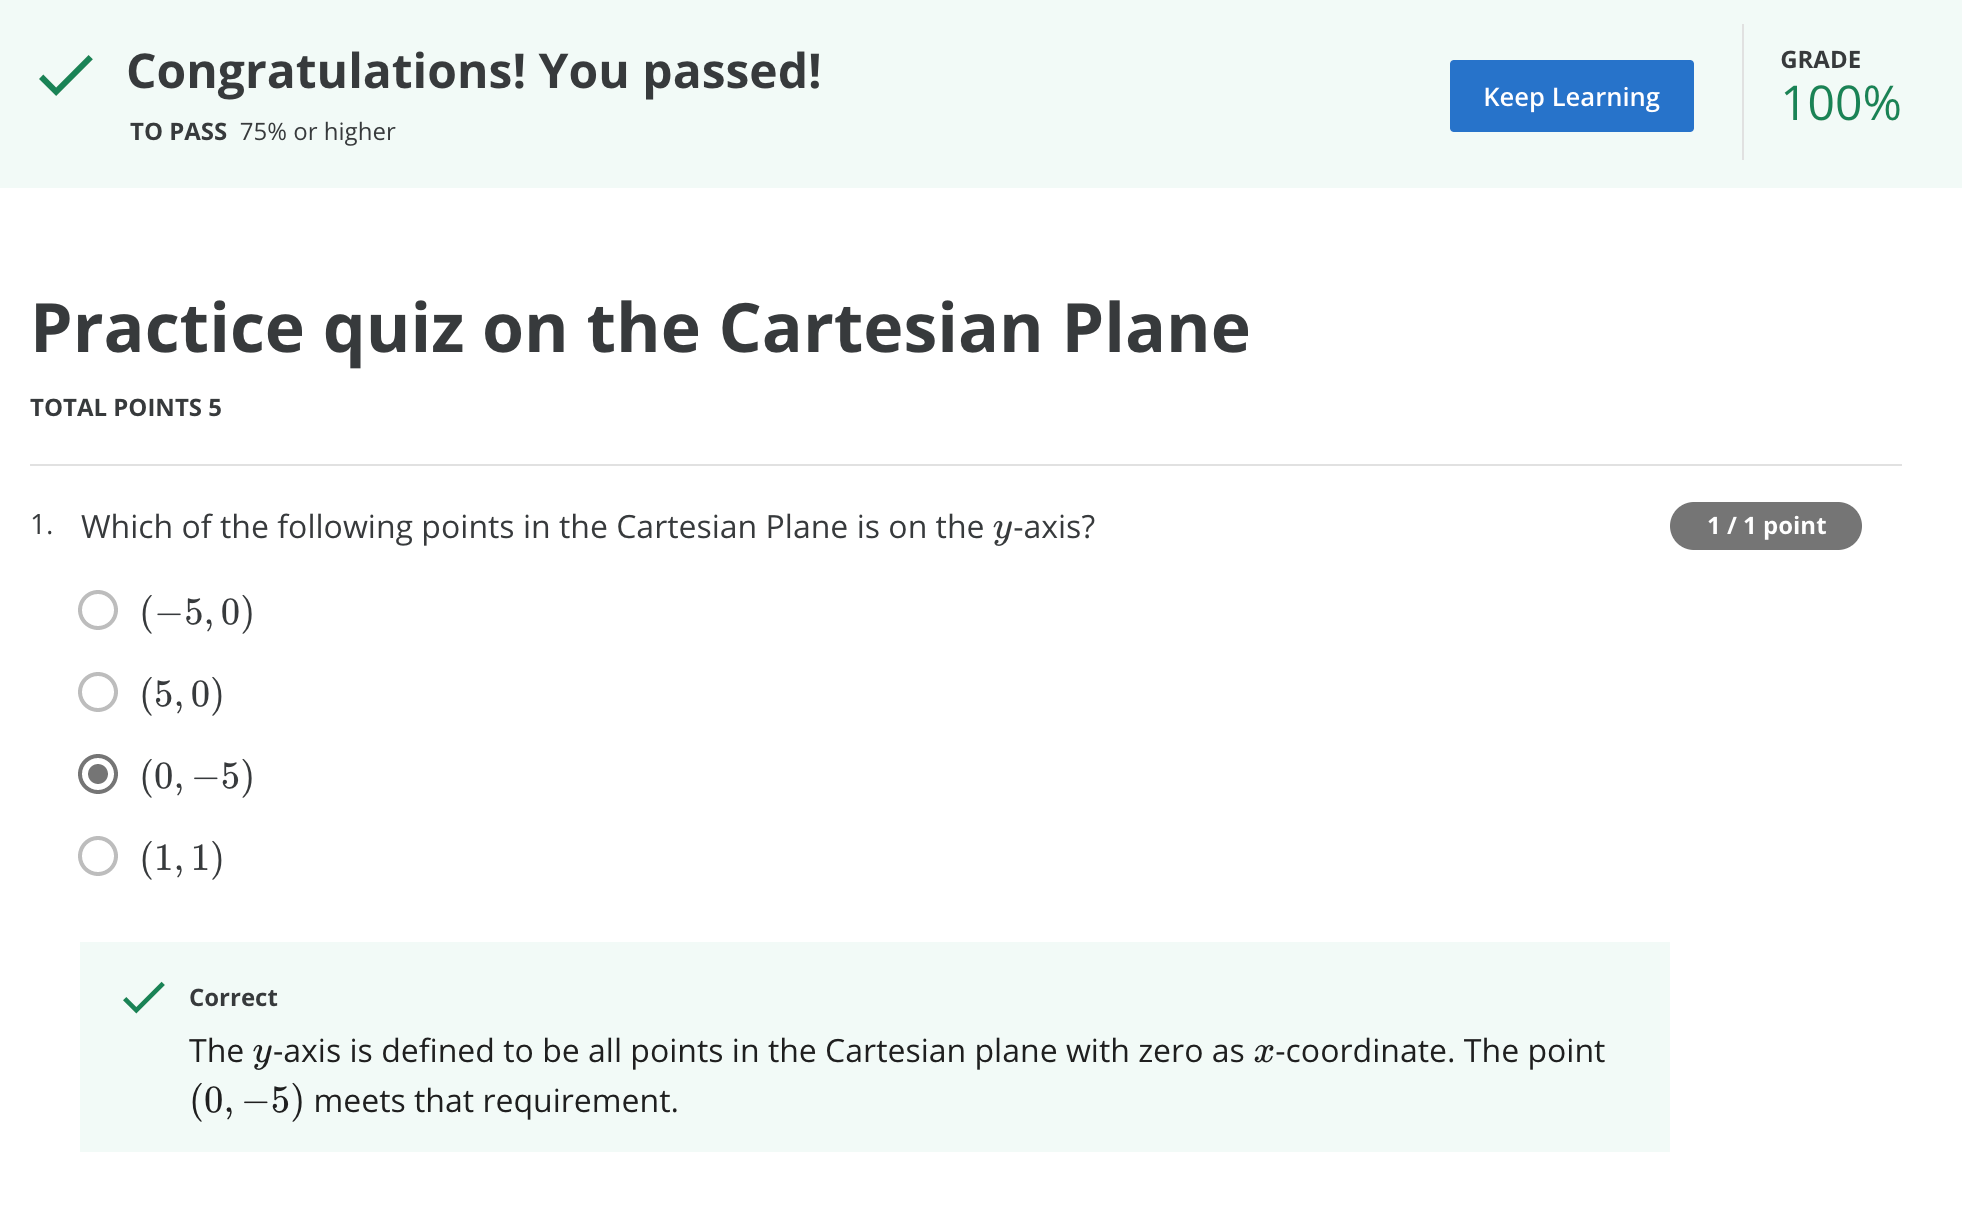 Congratulations! You passed!
TO PASS 75% or higher
Keep Learning
GRADE
100%
Practice quiz on the Cartesian Plane
TOTAL POINTS 5
1. Which of the following points in the Cartesian Plane is on the y-axis?
1 / 1 point
(−5, 0)
(5, 0)
(0, −5)
(1, 1)
Correct
The y-axis is defined to be all points in the Cartesian plane with zero as x-coordinate. The point
(0, −5) meets that requirement.